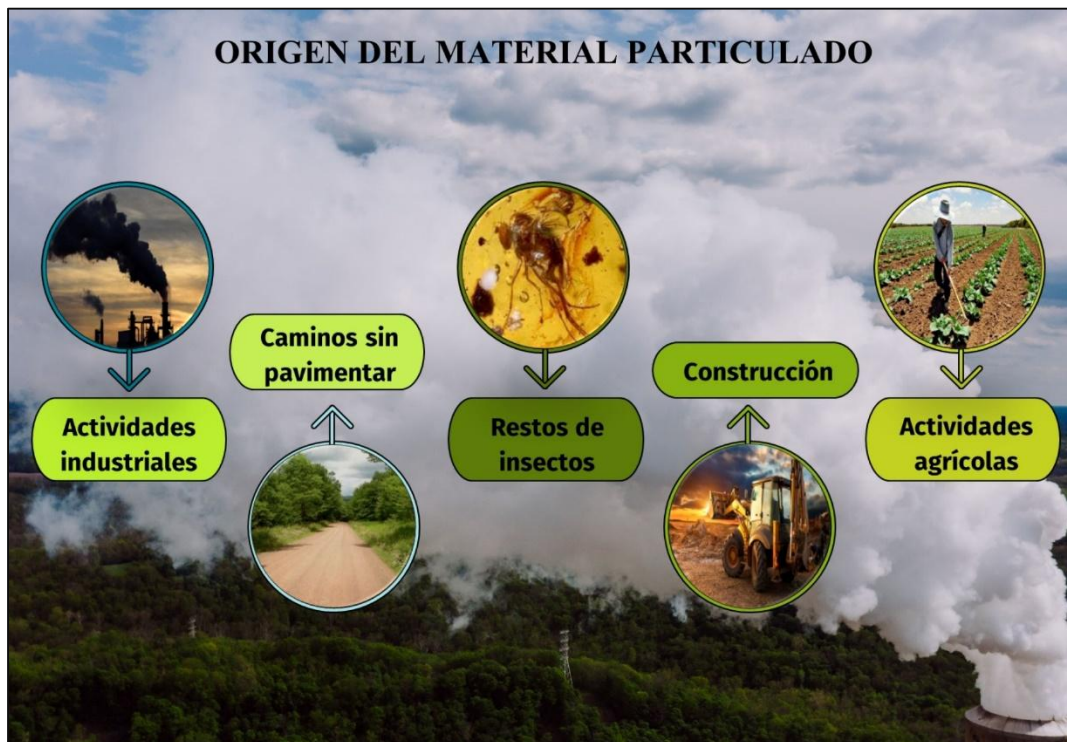 ORIGEN DEL MATERIAL PARTICULADO
Actividades
industriales
Caminos sin
pavimentar
Restos de
insectos
Construcción
Actividades
agrícolas